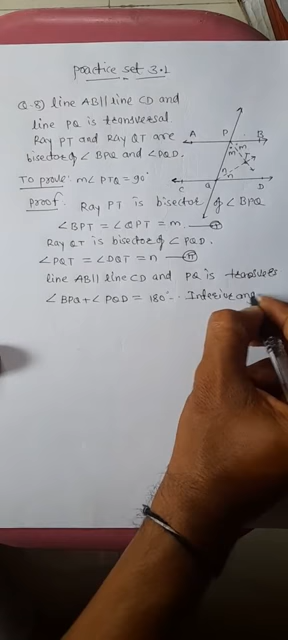 practice set 3.1
Q-8) line AB || line CD and
line PQ is transversal
Ray PT and Ray QT are
bisector of ∠BPQ and ∠PQD.
TO prove: m∠PTQ = 90°
Proof. Ray PT is bisector of ∠BPQ
∠BPT = ∠QPT = m. — I
Ray QT is bisector of ∠PQD.
∠PQT = ∠DQT = n — II
line AB || line CD and PQ is transvers
∠BPQ + ∠PQD = 180° -- Interiue ang
A P B
m m
T
n n
C Q D